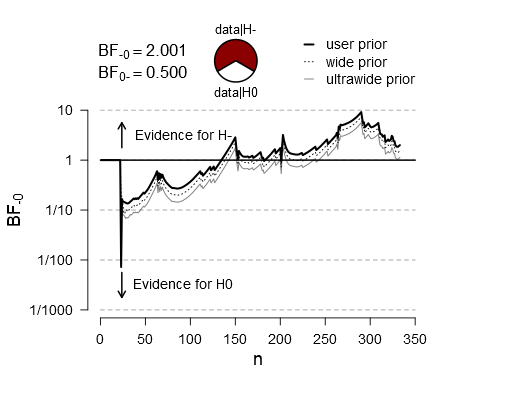 data|H-
BF-0 = 2.001
BF0- = 0.500
data|H0
user prior
wide prior
ultrawide prior
10
1
1/10
1/100
1/1000
BF-0
Evidence for H-
Evidence for H0
0 50 100 150 200 250 300 350
n